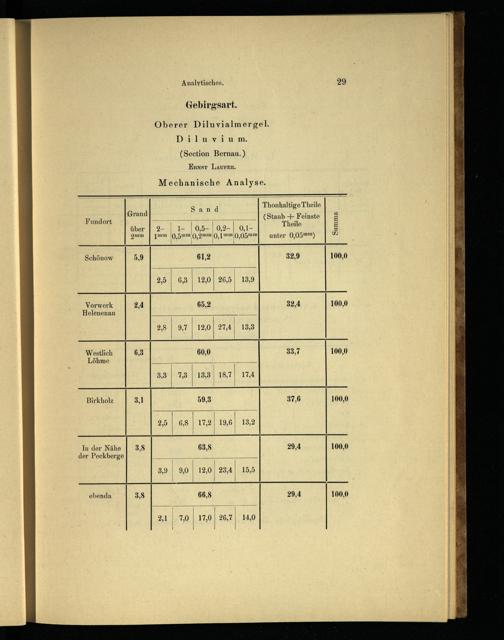 Analytisches. 29
Gebirgsart.
Oberer Diluvialmergel.
Diluvium.
(Section Bernau.)
Ernst Laufer.
Mechanische Analyse.
Fundort Grand über 2mm Sand 2–1mm 1–0,5mm 0,5–0,2mm 0,2–0,1mm 0,1–0,05mm Thonhaltige Theile (Staub + Feinste Theile unter 0,05mm) Summa
Schönow 5,9 61,2 32,9 100,0
2,5 6,3 12,0 26,5 13,9
Vorwerk Helenenau 2,4 65,2 32,4 100,0
2,8 9,7 12,0 27,4 13,3
Westlich Löhme 6,3 60,0 33,7 100,0
3,3 7,3 13,3 18,7 17,4
Birkholz 3,1 59,3 37,6 100,0
2,5 6,8 17,2 19,6 13,2
In der Nähe der Pockberge 3,8 63,8 29,4 100,0
3,9 9,0 12,0 23,4 15,5
ebenda 3,8 66,8 29,4 100,0
2,1 7,0 17,0 26,7 14,0